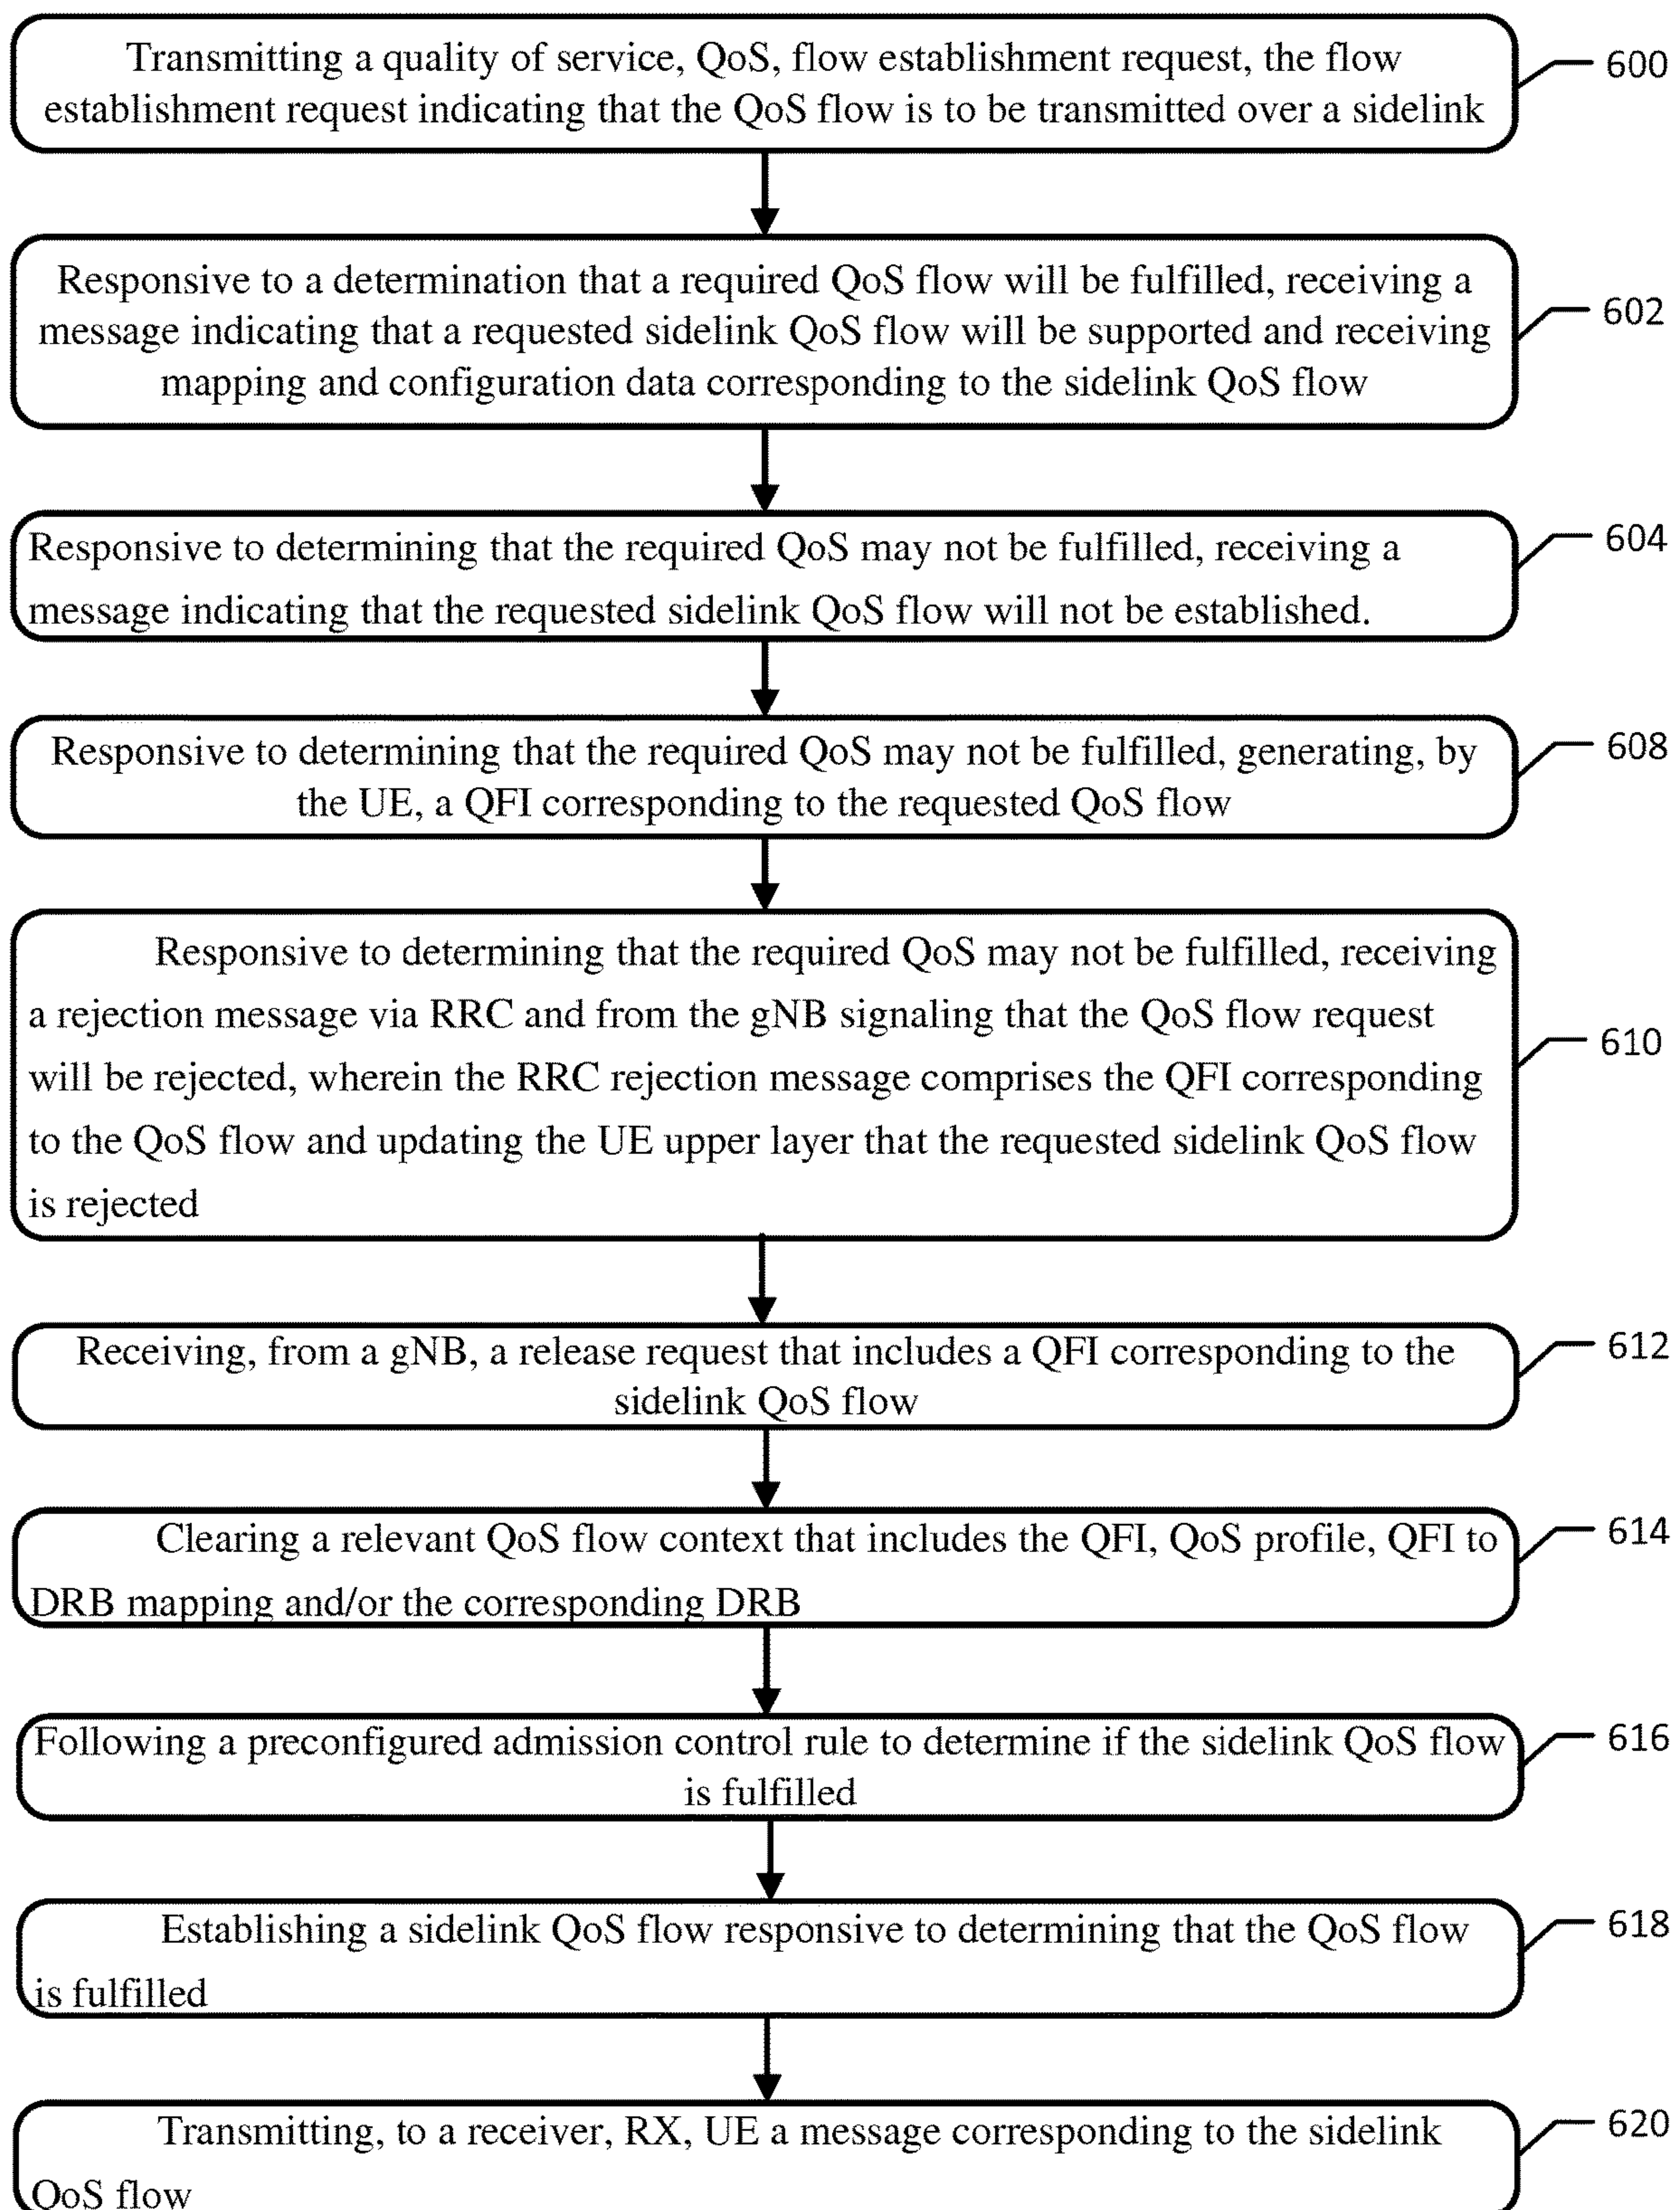 Transmitting a quality of service, QoS, flow establishment request, the flow
establishment request indicating that the QoS flow is to be transmitted over a sidelink
600
Responsive to a determination that a required QoS flow will be fulfilled, receiving a
message indicating that a requested sidelink QoS flow will be supported and receiving
mapping and configuration data corresponding to the sidelink QoS flow
602
Responsive to determining that the required QoS may not be fulfilled, receiving a
message indicating that the requested sidelink QoS flow will not be established.
604
Responsive to determining that the required QoS may not be fulfilled, generating, by
the UE, a QFI corresponding to the requested QoS flow
608
Responsive to determining that the required QoS may not be fulfilled, receiving
a rejection message via RRC and from the gNB signaling that the QoS flow request
will be rejected, wherein the RRC rejection message comprises the QFI corresponding
to the QoS flow and updating the UE upper layer that the requested sidelink QoS flow
is rejected
610
Receiving, from a gNB, a release request that includes a QFI corresponding to the
sidelink QoS flow
612
Clearing a relevant QoS flow context that includes the QFI, QoS profile, QFI to
DRB mapping and/or the corresponding DRB
614
Following a preconfigured admission control rule to determine if the sidelink QoS flow
is fulfilled
616
Establishing a sidelink QoS flow responsive to determining that the QoS flow
is fulfilled
618
Transmitting, to a receiver, RX, UE a message corresponding to the sidelink
QoS flow
620